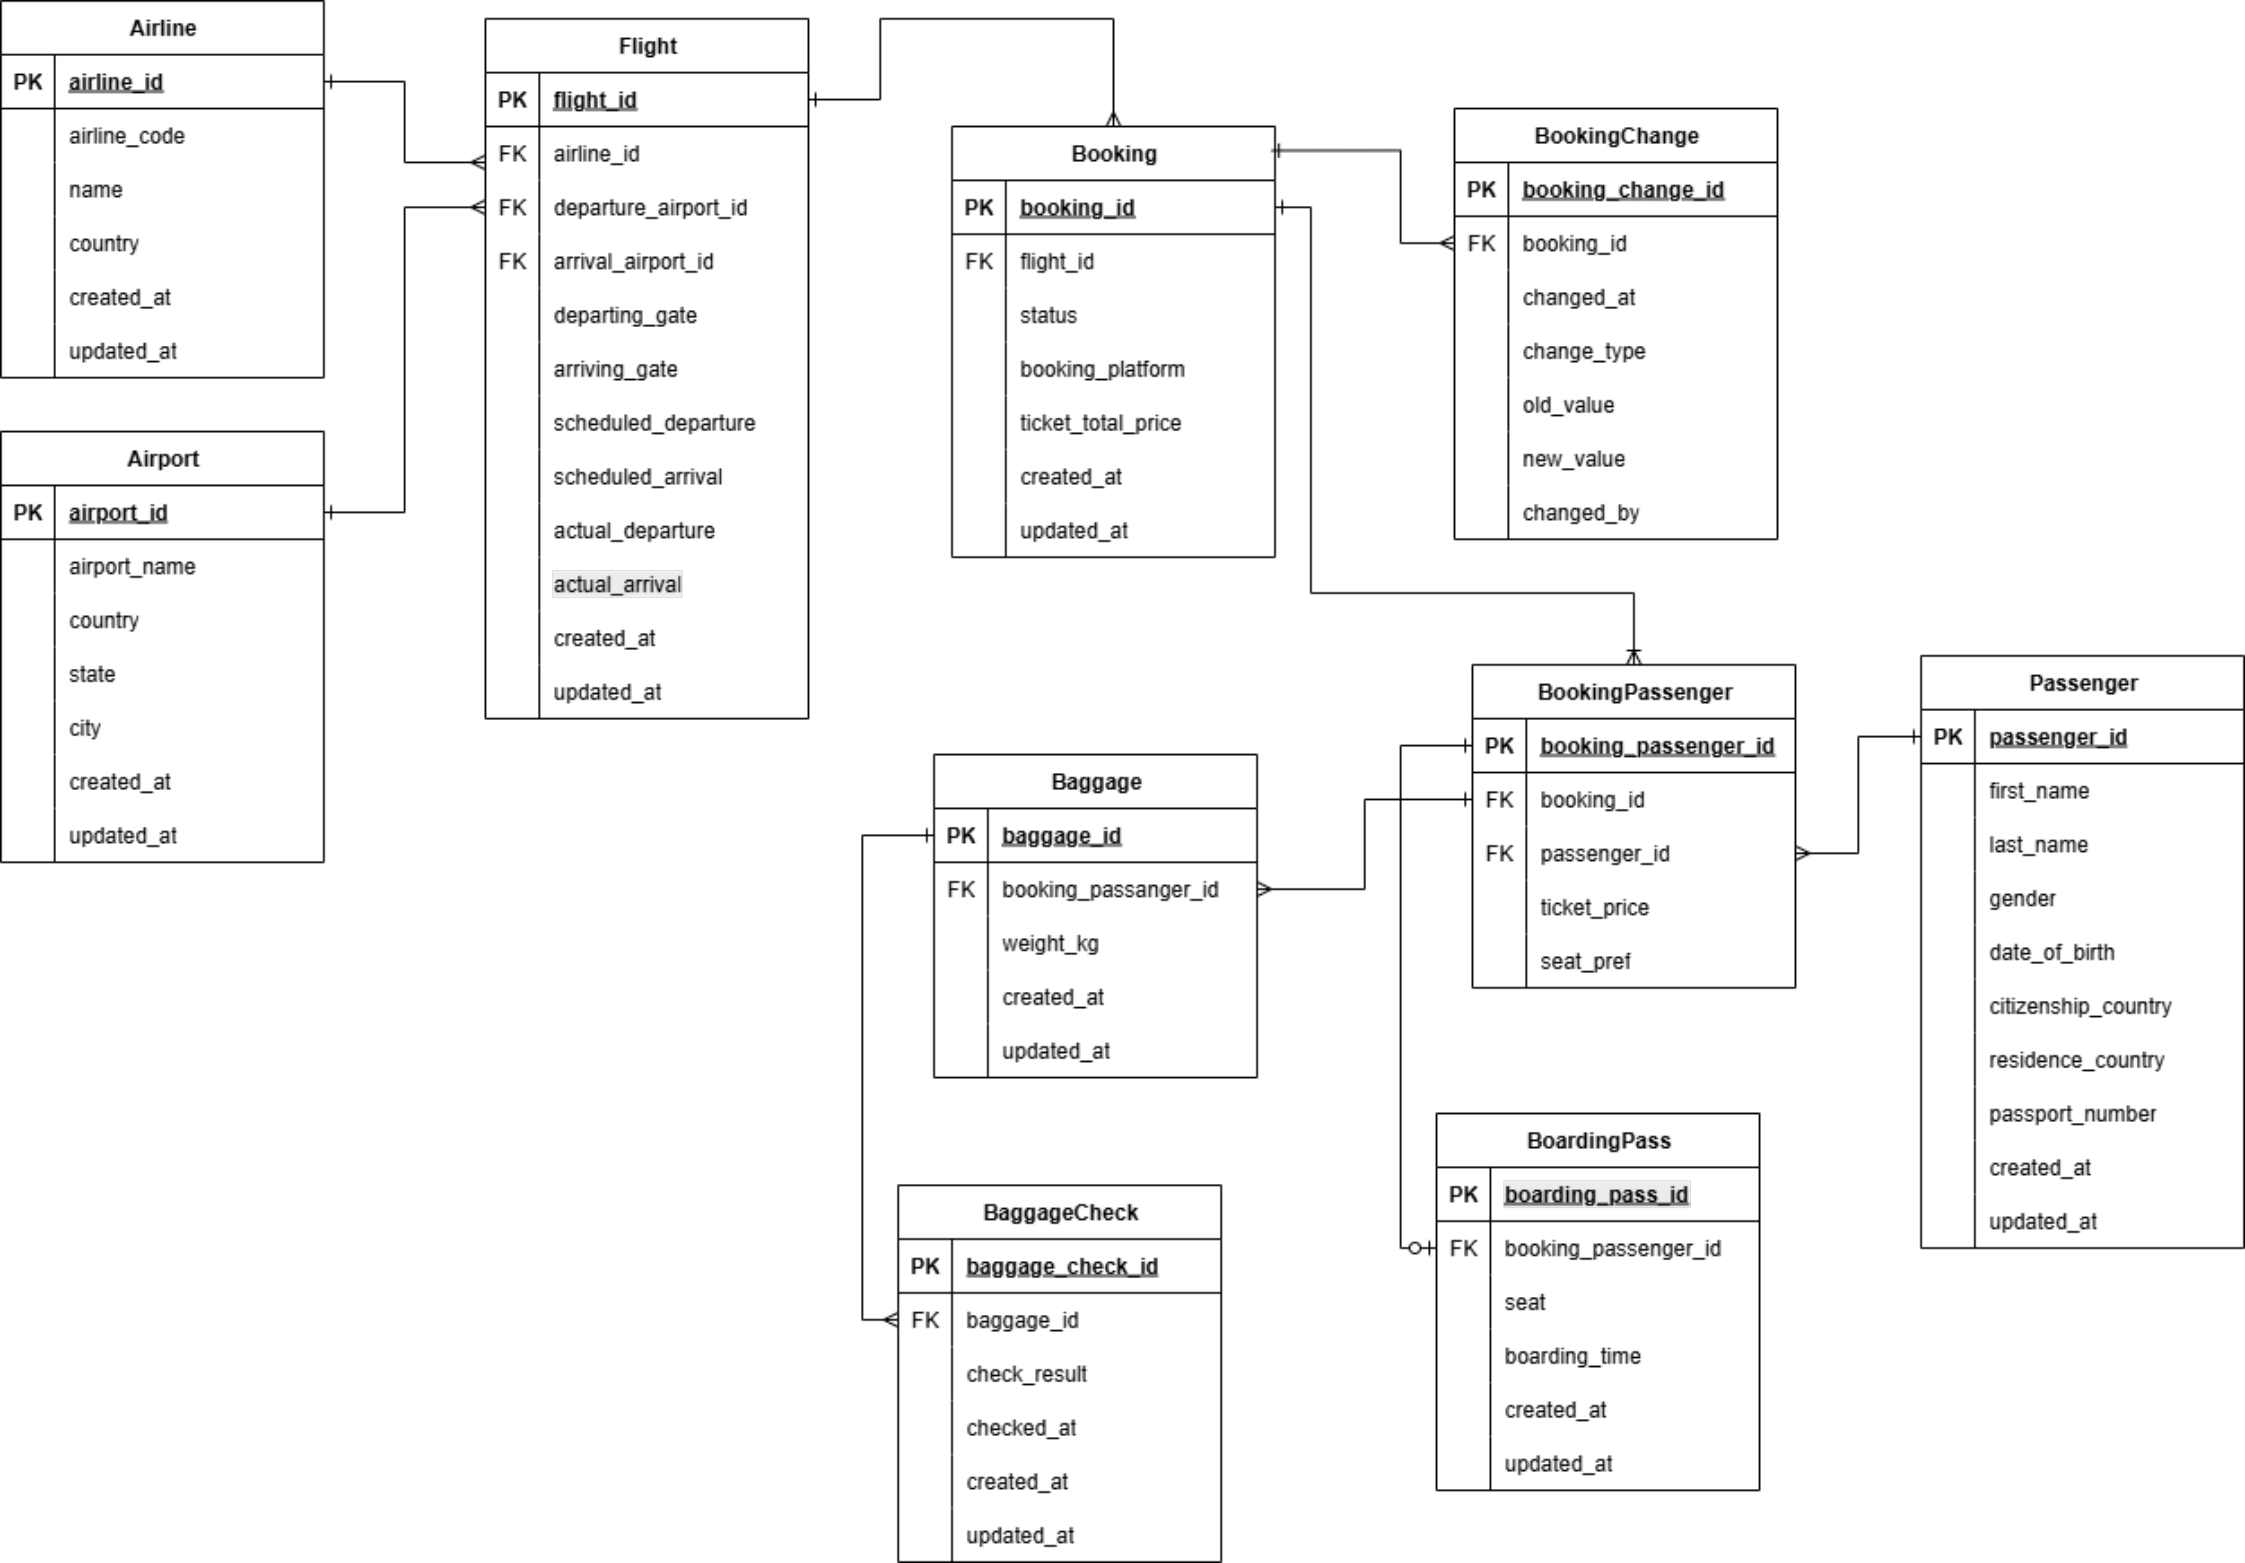 Airline
PK airline_id
airline_code
name
country
created_at
updated_at
Airport
PK airport_id
airport_name
country
state
city
created_at
updated_at
Flight
PK flight_id
FK airline_id
FK departure_airport_id
FK arrival_airport_id
departing_gate
arriving_gate
scheduled_departure
scheduled_arrival
actual_departure
actual_arrival
created_at
updated_at
Booking
PK booking_id
FK flight_id
status
booking_platform
ticket_total_price
created_at
updated_at
BookingChange
PK booking_change_id
FK booking_id
changed_at
change_type
old_value
new_value
changed_by
BookingPassenger
PK booking_passenger_id
FK booking_id
FK passenger_id
ticket_price
seat_pref
Passenger
PK passenger_id
first_name
last_name
gender
date_of_birth
citizenship_country
residence_country
passport_number
created_at
updated_at
Baggage
PK baggage_id
FK booking_passanger_id
weight_kg
created_at
updated_at
BaggageCheck
PK baggage_check_id
FK baggage_id
check_result
checked_at
created_at
updated_at
BoardingPass
PK boarding_pass_id
FK booking_passenger_id
seat
boarding_time
created_at
updated_at